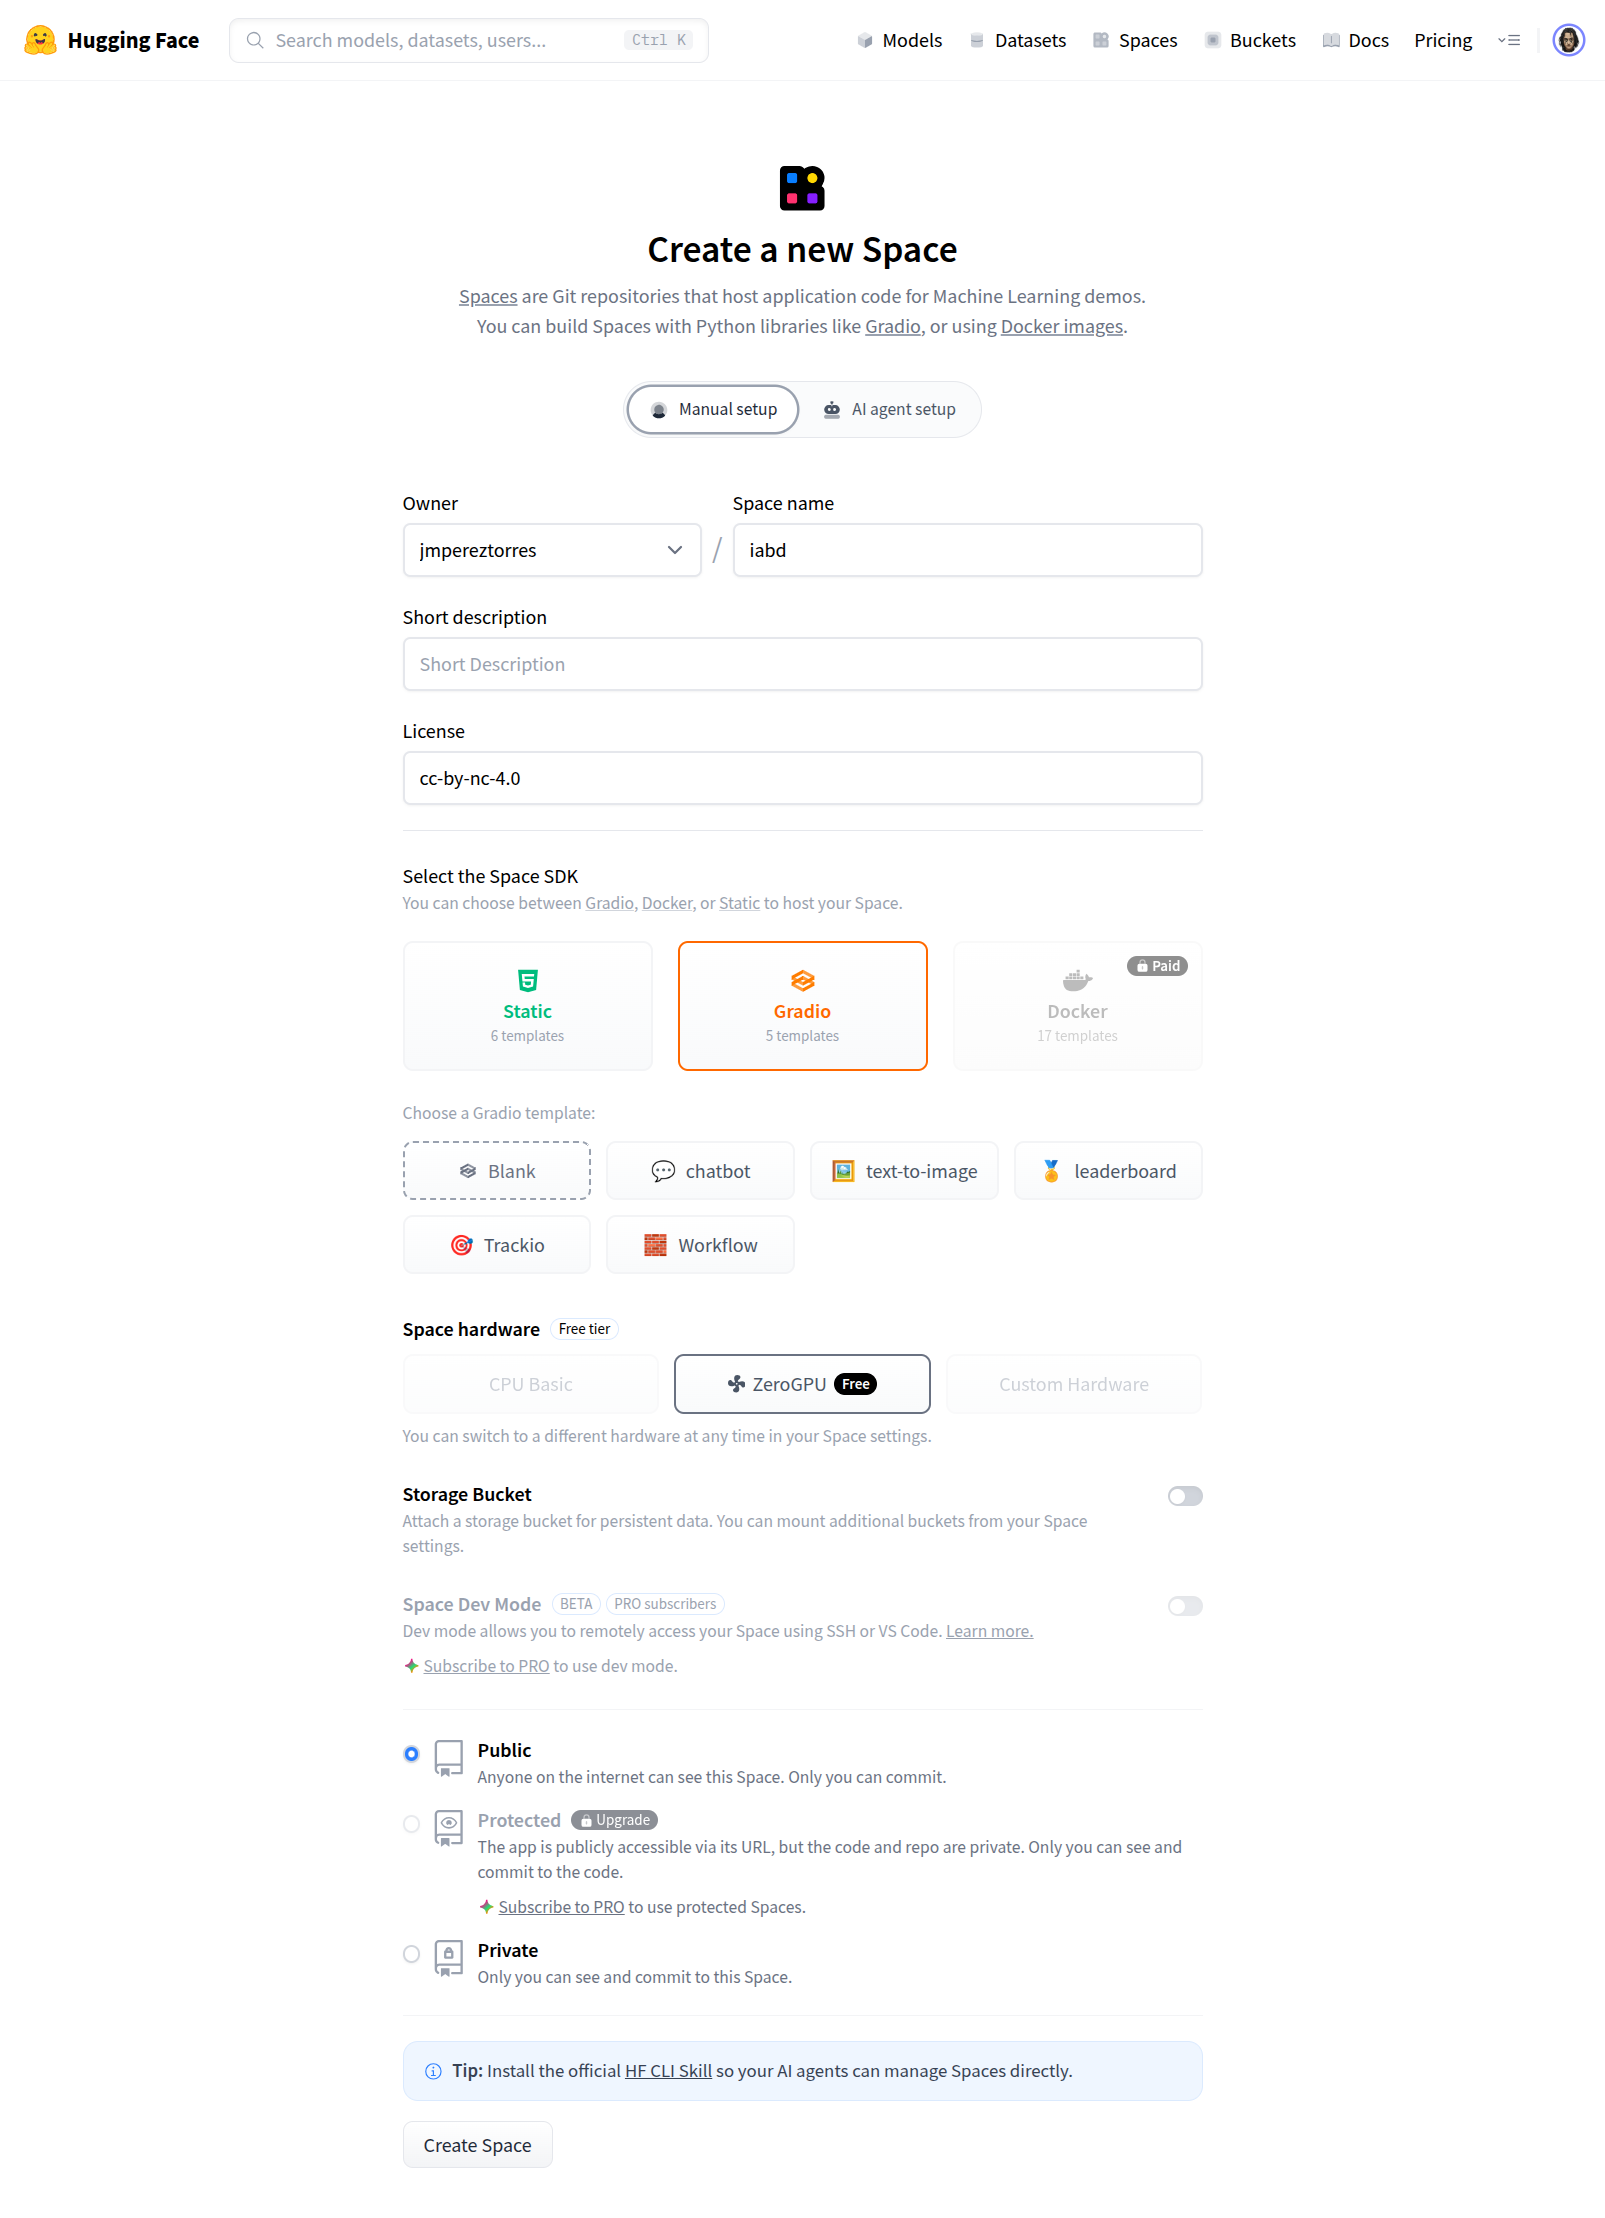 Hugging Face
Search models, datasets, users...
Ctrl K
Models
Datasets
Spaces
Buckets
Docs
Pricing
Create a new Space
Spaces are Git repositories that host application code for Machine Learning demos.
You can build Spaces with Python libraries like Gradio, or using Docker images.
Manual setup
AI agent setup
Owner
Space name
jmpereztorres
/
iabd
Short description
Short Description
License
cc-by-nc-4.0
Select the Space SDK
You can choose between Gradio, Docker, or Static to host your Space.
Static
6 templates
Gradio
5 templates
Paid
Docker
17 templates
Choose a Gradio template:
Blank
chatbot
text-to-image
leaderboard
Trackio
Workflow
Space hardware
Free tier
CPU Basic
ZeroGPU Free
Custom Hardware
You can switch to a different hardware at any time in your Space settings.
Storage Bucket
Attach a storage bucket for persistent data. You can mount additional buckets from your Space
settings.
Space Dev Mode BETA PRO subscribers
Dev mode allows you to remotely access your Space using SSH or VS Code. Learn more.
Subscribe to PRO to use dev mode.
Public
Anyone on the internet can see this Space. Only you can commit.
Protected Upgrade
The app is publicly accessible via its URL, but the code and repo are private. Only you can see and
commit to the code.
Subscribe to PRO to use protected Spaces.
Private
Only you can see and commit to this Space.
Tip: Install the official HF CLI Skill so your AI agents can manage Spaces directly.
Create Space